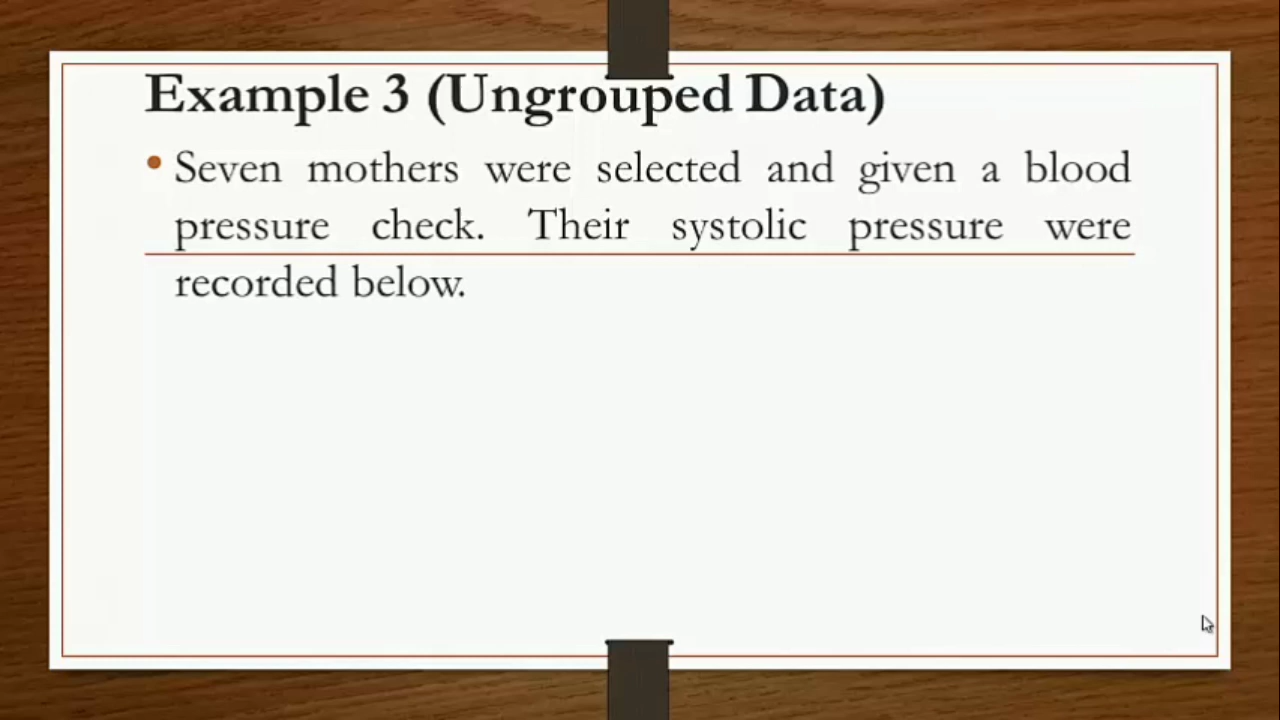 Example 3 (Ungrouped Data)
• Seven mothers were selected and given a blood
pressure check. Their systolic pressure were
recorded below.